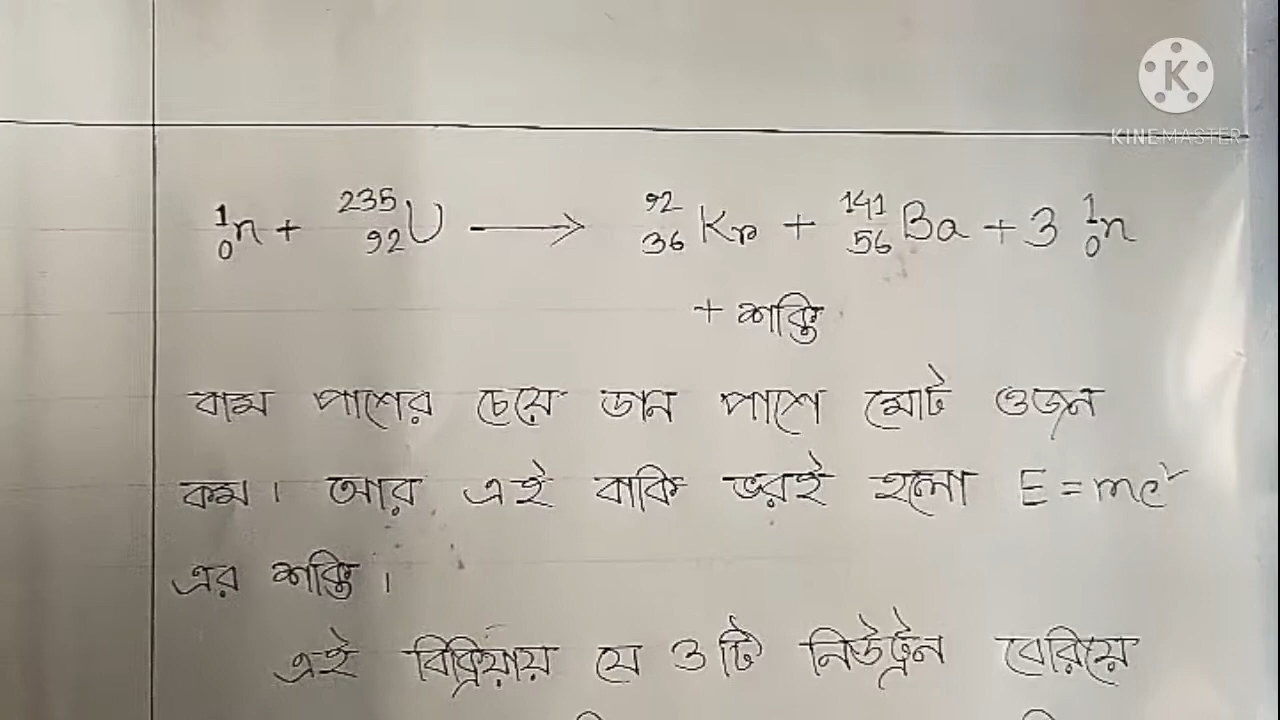 K
KINEMASTER
¹₀n + ²³⁵₉₂U ⟶ ⁹²₃₆Kr + ¹⁴¹₅₆Ba + 3 ¹₀n
+ শক্তি
বাম পাশের চেয়ে ডান পাশে মোট ওজন
কম। আর এই বাকি ভরই হলো E = mc²
এর শক্তি।
এই বিক্রিয়ায় যে ৩টি নিউট্রন বেরিয়ে